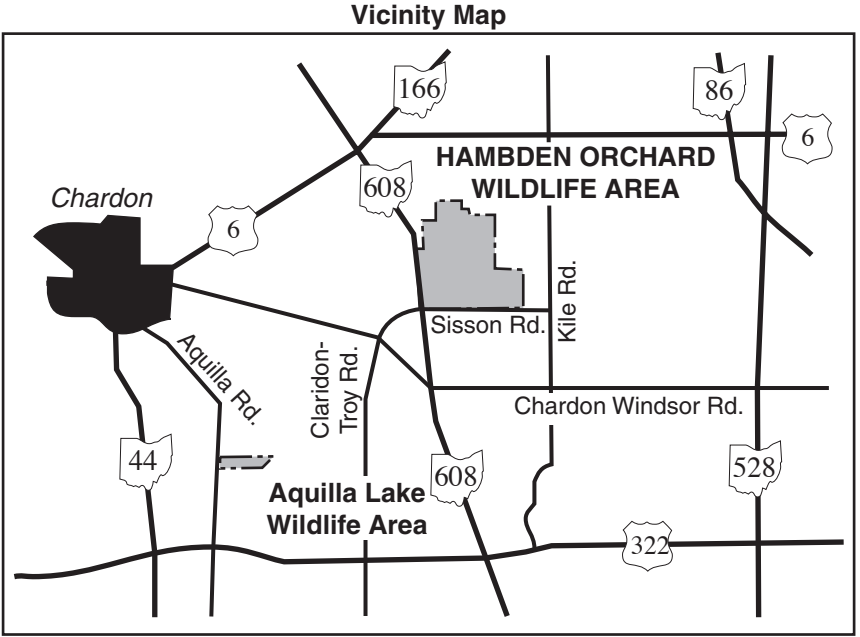 Vicinity Map
166
86
6
HAMBDEN ORCHARD
WILDLIFE AREA
608
Chardon
6
Sisson Rd.
Kile Rd.
Aquilla Rd.
Claridon-
Troy Rd.
Chardon Windsor Rd.
44
608
528
Aquilla Lake
Wildlife Area
322